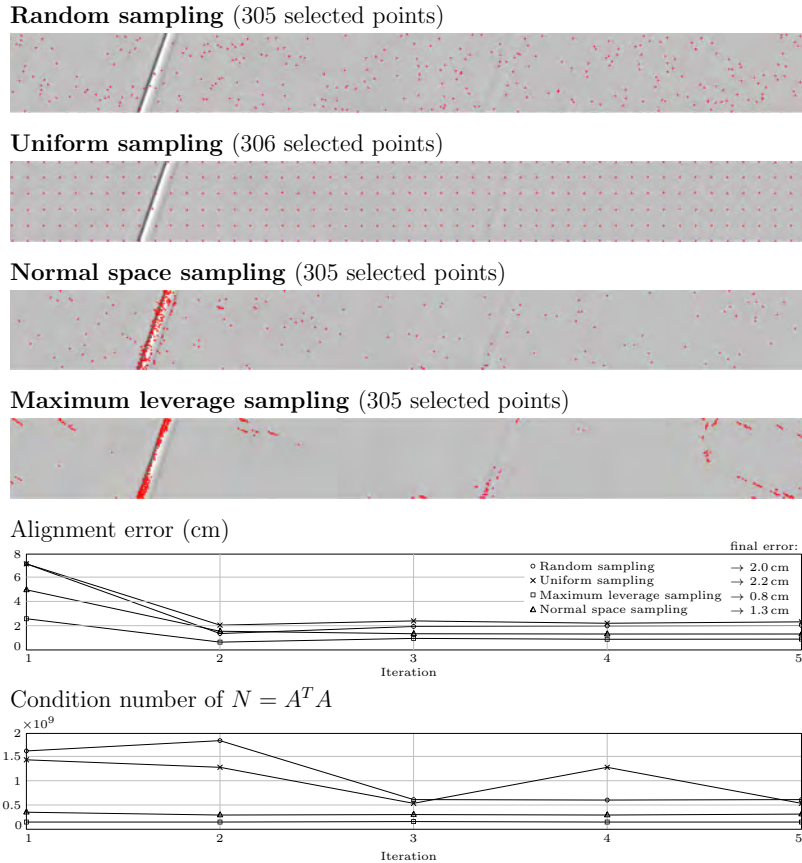 Random sampling (305 selected points)
Uniform sampling (306 selected points)
Normal space sampling (305 selected points)
Maximum leverage sampling (305 selected points)
Alignment error (cm)
final error:
8
6
4
2
0
Random sampling → 2.0 cm
Uniform sampling → 2.2 cm
Maximum leverage sampling → 0.8 cm
Normal space sampling → 1.3 cm
1 2 3 4 5
Iteration
Condition number of N = AᵀA
×10⁹
2
1.5
1
0.5
0
1 2 3 4 5
Iteration